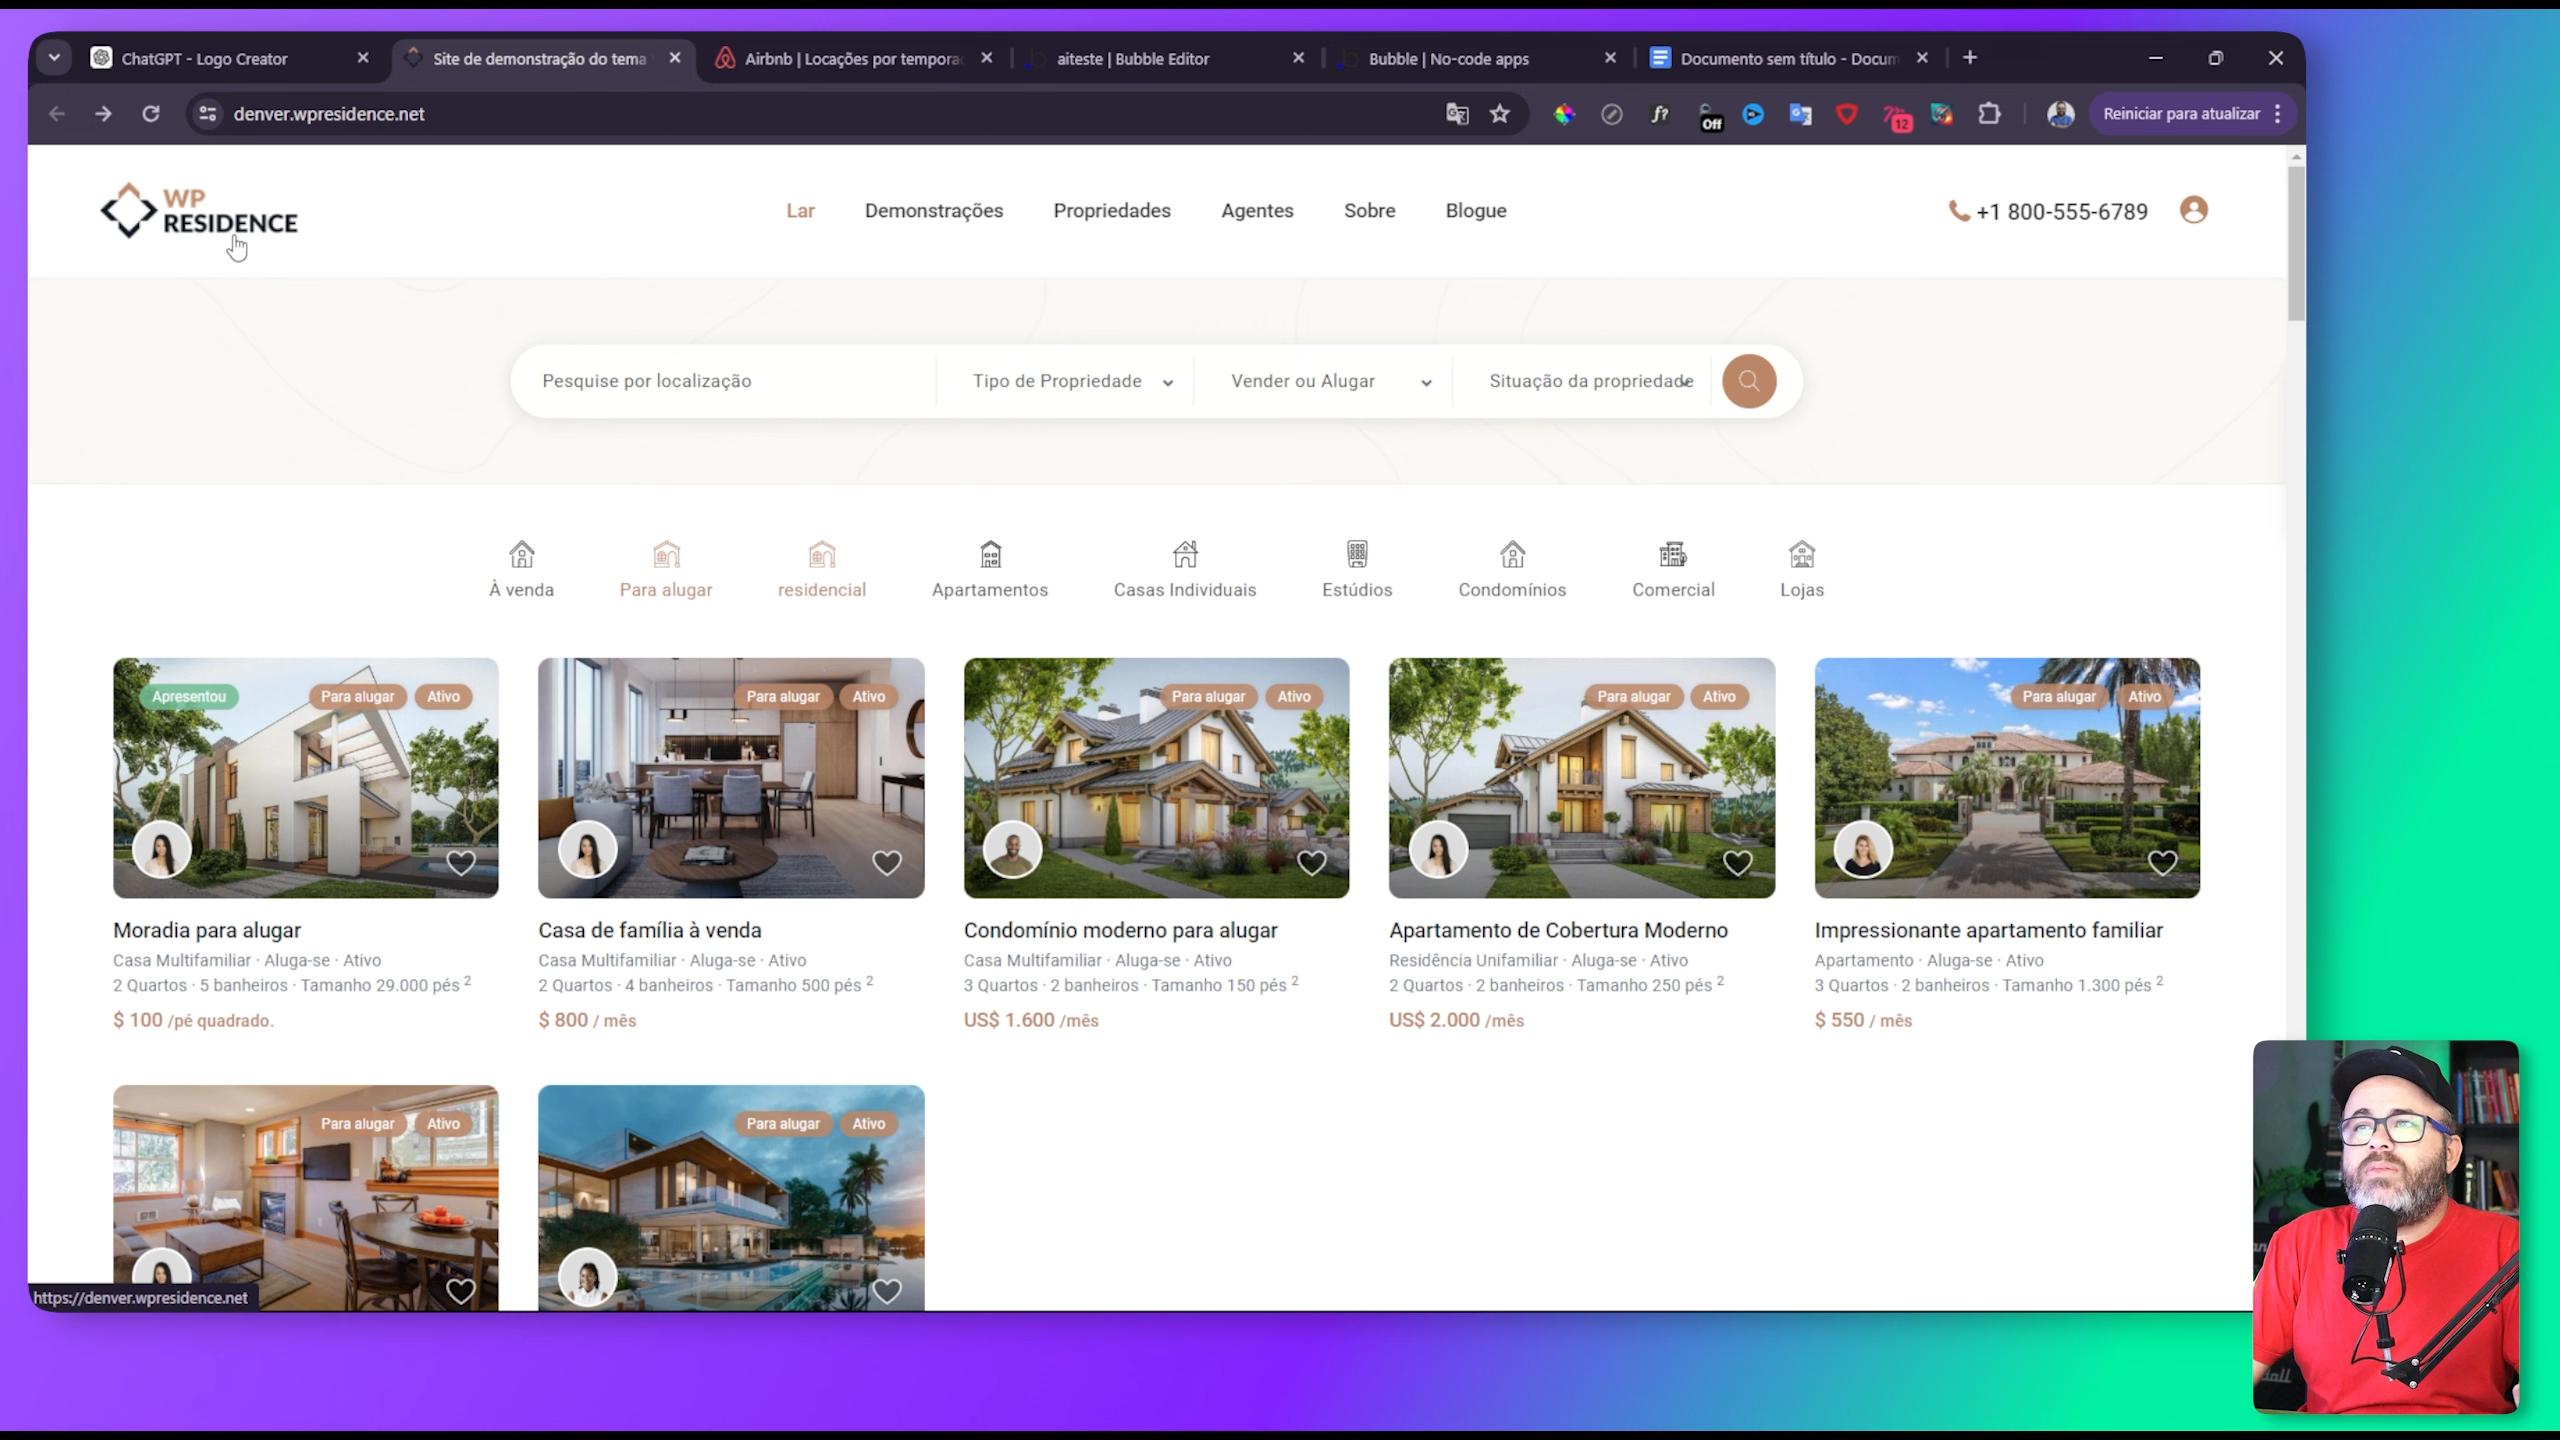 ChatGPT - Logo Creator
Site de demonstração do tema
Airbnb | Locações por tempora
aiteste | Bubble Editor
Bubble | No-code apps
Documento sem título - Docum
denver.wpresidence.net
f?
Off
12
Reiniciar para atualizar
WP
RESIDENCE
Lar
Demonstrações
Propriedades
Agentes
Sobre
Blogue
+1 800-555-6789
Pesquise por localização
Tipo de Propriedade
Vender ou Alugar
Situação da propriedade
À venda
Para alugar
residencial
Apartamentos
Casas Individuais
Estúdios
Condomínios
Comercial
Lojas
Apresentou
Para alugar
Ativo
Moradia para alugar
Casa Multifamiliar · Aluga-se · Ativo
2 Quartos · 5 banheiros · Tamanho 29.000 pés 2
$ 100 /pé quadrado.
Para alugar
Ativo
Casa de família à venda
Casa Multifamiliar · Aluga-se · Ativo
2 Quartos · 4 banheiros · Tamanho 500 pés 2
$ 800 / mês
Para alugar
Ativo
Condomínio moderno para alugar
Casa Multifamiliar · Aluga-se · Ativo
3 Quartos · 2 banheiros · Tamanho 150 pés 2
US$ 1.600 /mês
Para alugar
Ativo
Apartamento de Cobertura Moderno
Residência Unifamiliar · Aluga-se · Ativo
2 Quartos · 2 banheiros · Tamanho 250 pés 2
US$ 2.000 /mês
Para alugar
Ativo
Impressionante apartamento familiar
Apartamento · Aluga-se · Ativo
3 Quartos · 2 banheiros · Tamanho 1.300 pés 2
$ 550 / mês
Para alugar
Ativo
Para alugar
Ativo
https://denver.wpresidence.net